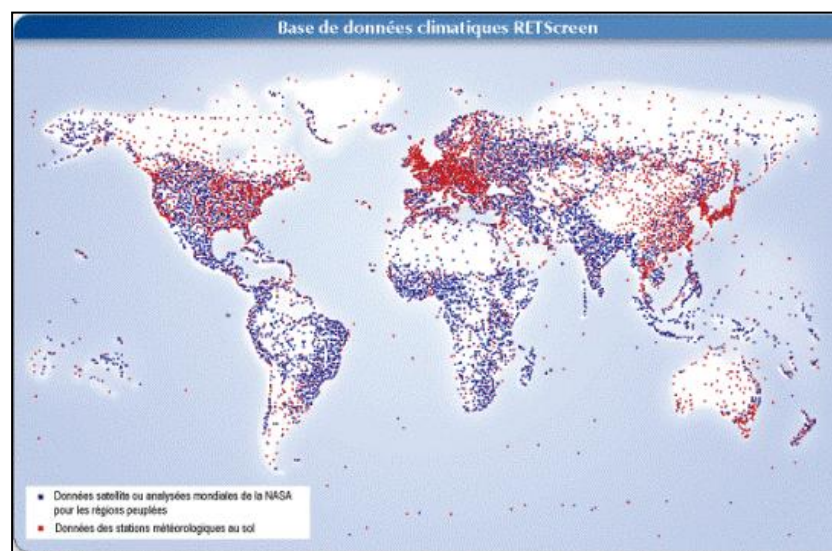 Base de données climatiques RETScreen
Données satellite ou analysées mondiales de la NASA
pour les régions peuplées
Données des stations météorologiques au sol